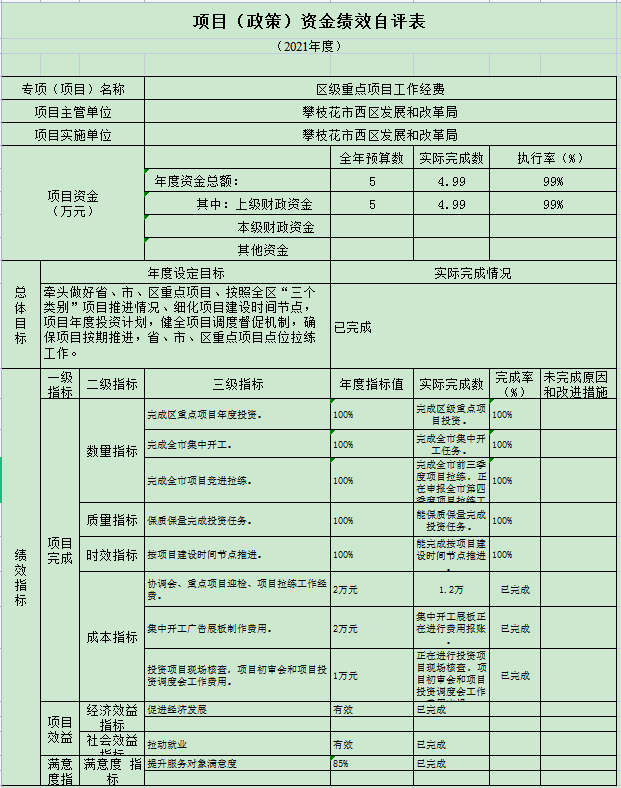 项目（政策）资金绩效自评表
（2021年度）
专项（项目）名称 区级重点项目工作经费
项目主管单位 攀枝花市西区发展和改革局
项目实施单位 攀枝花市西区发展和改革局
项目资金
（万元）
全年预算数 实际完成数 执行率（%）
年度资金总额： 5 4.99 99%
其中：上级财政资金 5 4.99 99%
本级财政资金
其他资金
总体目标
年度设定目标 实际完成情况
牵头做好省、市、区重点项目、按照全区“三个
类别”项目推进情况、细化项目建设时间节点，
项目年度投资计划，健全项目调度督促机制，确
保项目按期推进，省、市、区重点项目点位拉练
工作。
已完成
绩效指标
一级
指标
二级指标 三级指标 年度指标值 实际完成数
完成率
（%）
未完成原因
和改进措施
项目
完成
数量指标
完成区重点项目年度投资。 100%
完成区级重点项
目投资。
100%
完成全市集中开工。 100%
完成全市集中开
工任务。
100%
完成全市项目竞进拉练。 100%
完成全市前三季
度项目拉练，正
在申报全市第四
季度项目拉练工
100%
质量指标 保质保量完成投资任务。 100%
能保质保量完成
投资任务。
100%
时效指标 按项目建设时间节点推进。 100%
能完成按项目建
设时间节点推进
。
100%
成本指标
协调会、重点项目迎检、项目拉练工作经
费。
2万元 1.2万 已完成
集中开工广告展板制作费用。 2万元
集中开工展板正
在进行费用报账
。
已完成
投资项目现场核查，项目初审会和项目投
资调度会工作费用。
1万元
正在进行投资项
目现场核查，项
目初审会和项目
投资调度会工作
已完成
项目
效益
经济效益
指标
促进经济发展 有效 已完成
社会效益
指标
拉动就业 有效 已完成
满意
度指
满意度 指
标
提升服务对象满意度 85% 已完成